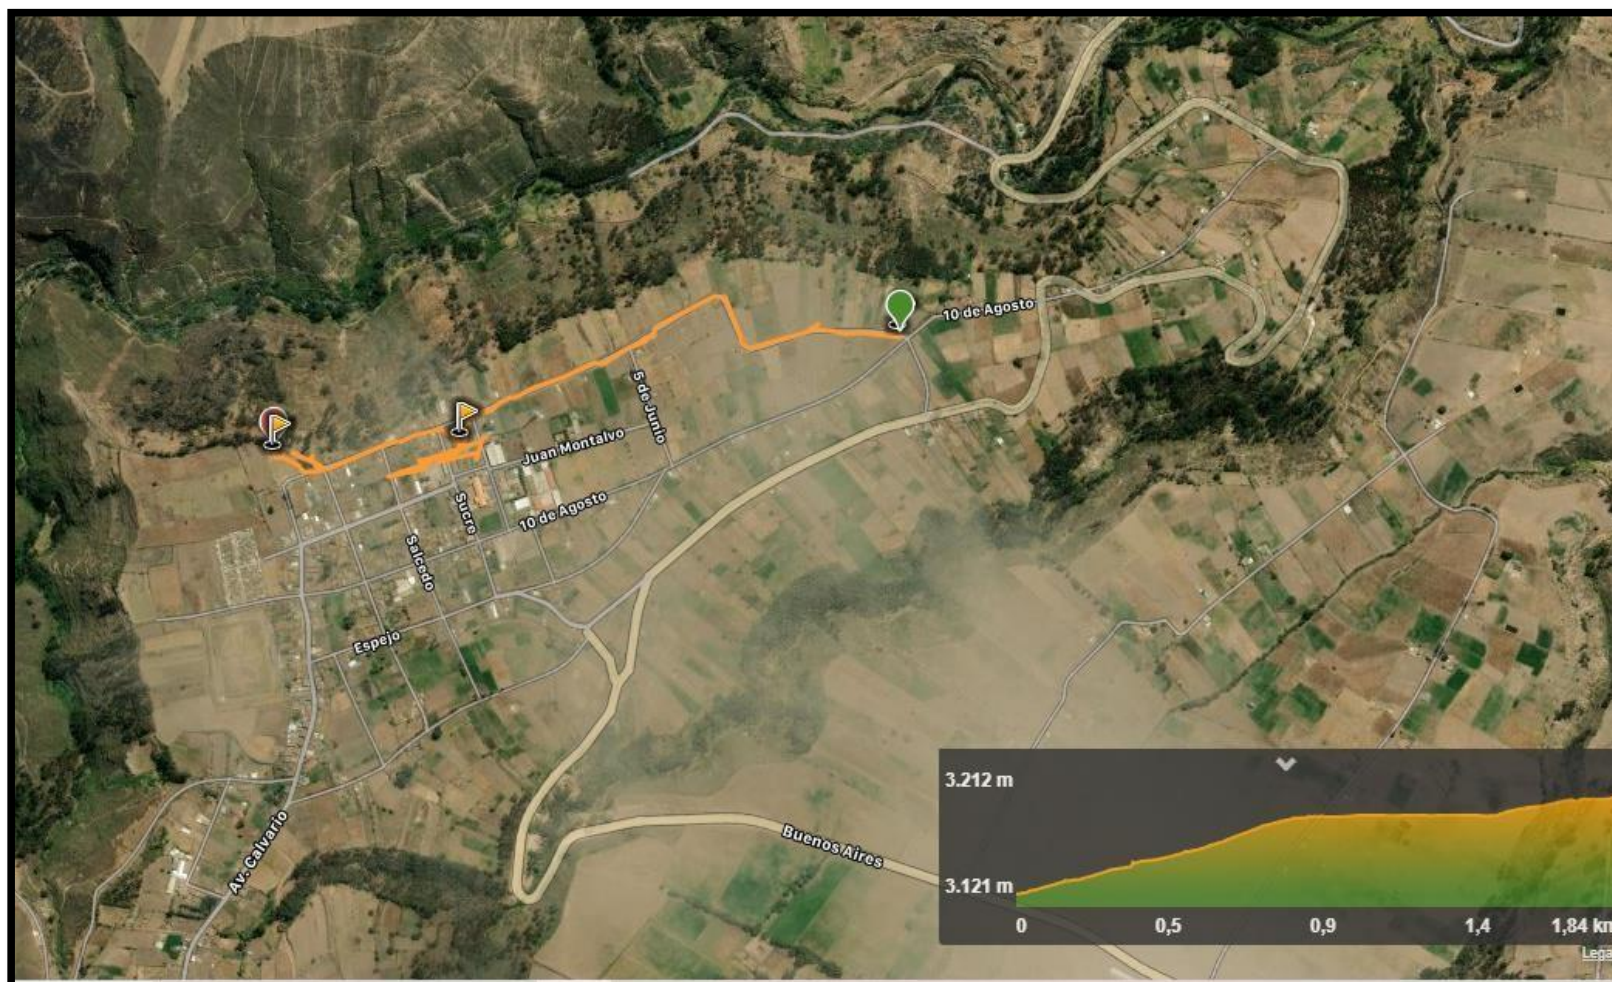 10 de Agosto
5 de Junio
Juan Montalvo
Sucre
10 de Agosto
Salcedo
Espejo
Av. Calvario
Buenos Aires
3.212 m
3.121 m
0 0,5 0,9 1,4 1,84 km
Lega